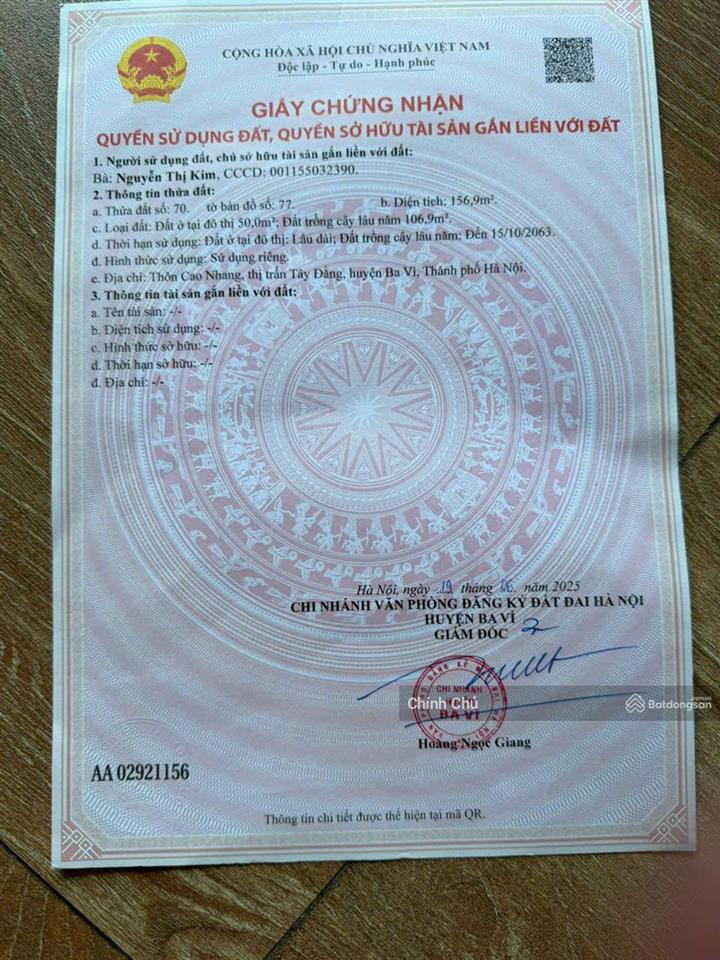 CỘNG HÒA XÃ HỘI CHỦ NGHĨA VIỆT NAM
Độc lập - Tự do - Hạnh phúc
GIẤY CHỨNG NHẬN
QUYỀN SỬ DỤNG ĐẤT, QUYỀN SỞ HỮU TÀI SẢN GẮN LIỀN VỚI ĐẤT
1. Người sử dụng đất, chủ sở hữu tài sản gắn liền với đất:
Bà: Nguyễn Thị Kim, CCCD: 001155032390.
2. Thông tin thửa đất:
a. Thửa đất số: 70. tờ bản đồ số: 77. b. Diện tích: 156,9m².
c. Loại đất: Đất ở tại đô thị 50,0m²; Đất trồng cây lâu năm 106,9m².
d. Thời hạn sử dụng: Đất ở tại đô thị: Lâu dài; Đất trồng cây lâu năm: Đến 15/10/2063.
đ. Hình thức sử dụng: Sử dụng riêng.
e. Địa chỉ: Thôn Cao Nhang, thị trấn Tây Đằng, huyện Ba Vì, Thành phố Hà Nội.
3. Thông tin tài sản gắn liền với đất:
a. Tên tài sản: -/-
b. Diện tích sử dụng: -/-
c. Hình thức sở hữu: -/-
d. Thời hạn sở hữu: -/-
đ. Địa chỉ: -/-
Hà Nội, ngày 19 tháng 06 năm 2025
CHI NHÁNH VĂN PHÒNG ĐĂNG KÝ ĐẤT ĐAI HÀ NỘI
HUYỆN BA VÌ
GIÁM ĐỐC
CHI NHÁNH
BA VÌ
Chính Chủ
Batdongsan
.com.vn
Hoàng Ngọc Giang
AA 02921156
Thông tin chi tiết được thể hiện tại mã QR.